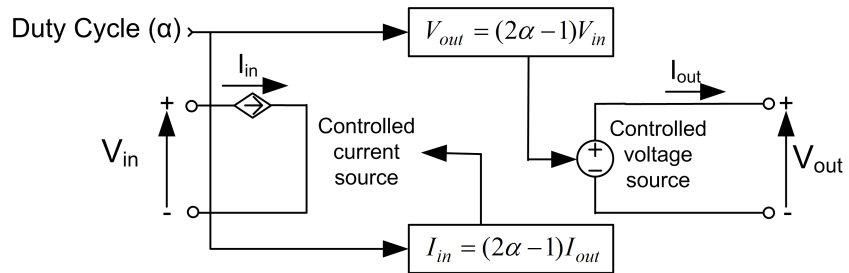 Duty Cycle (α)
V_out = (2α − 1)V_in
I_in
I_out
+
+
V_in
Controlled
current
source
+
−
Controlled
voltage
source
V_out
-
-
I_in = (2α − 1)I_out